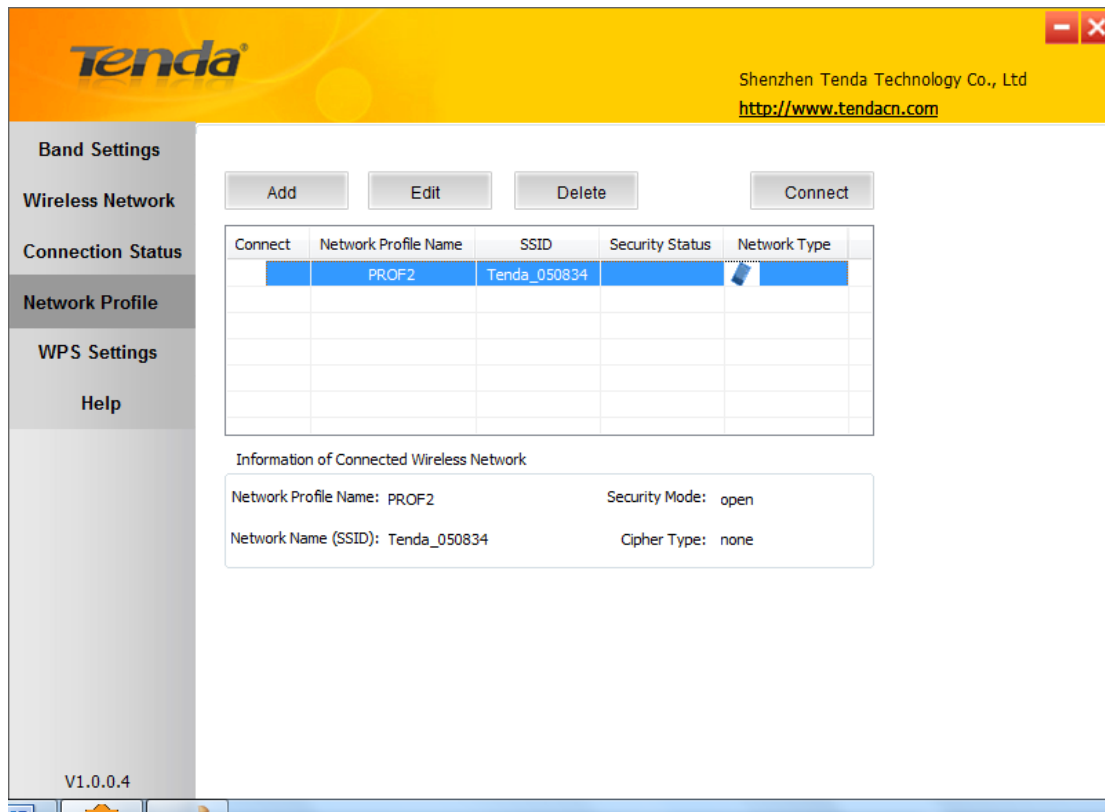 Tenda®
Shenzhen Tenda Technology Co., Ltd
http://www.tendacn.com
Band Settings
Wireless Network
Connection Status
Network Profile
WPS Settings
Help
V1.0.0.4
Add Edit Delete Connect
Connect Network Profile Name SSID Security Status Network Type
PROF2 Tenda_050834
Information of Connected Wireless Network
Network Profile Name: PROF2 Security Mode: open
Network Name (SSID): Tenda_050834 Cipher Type: none